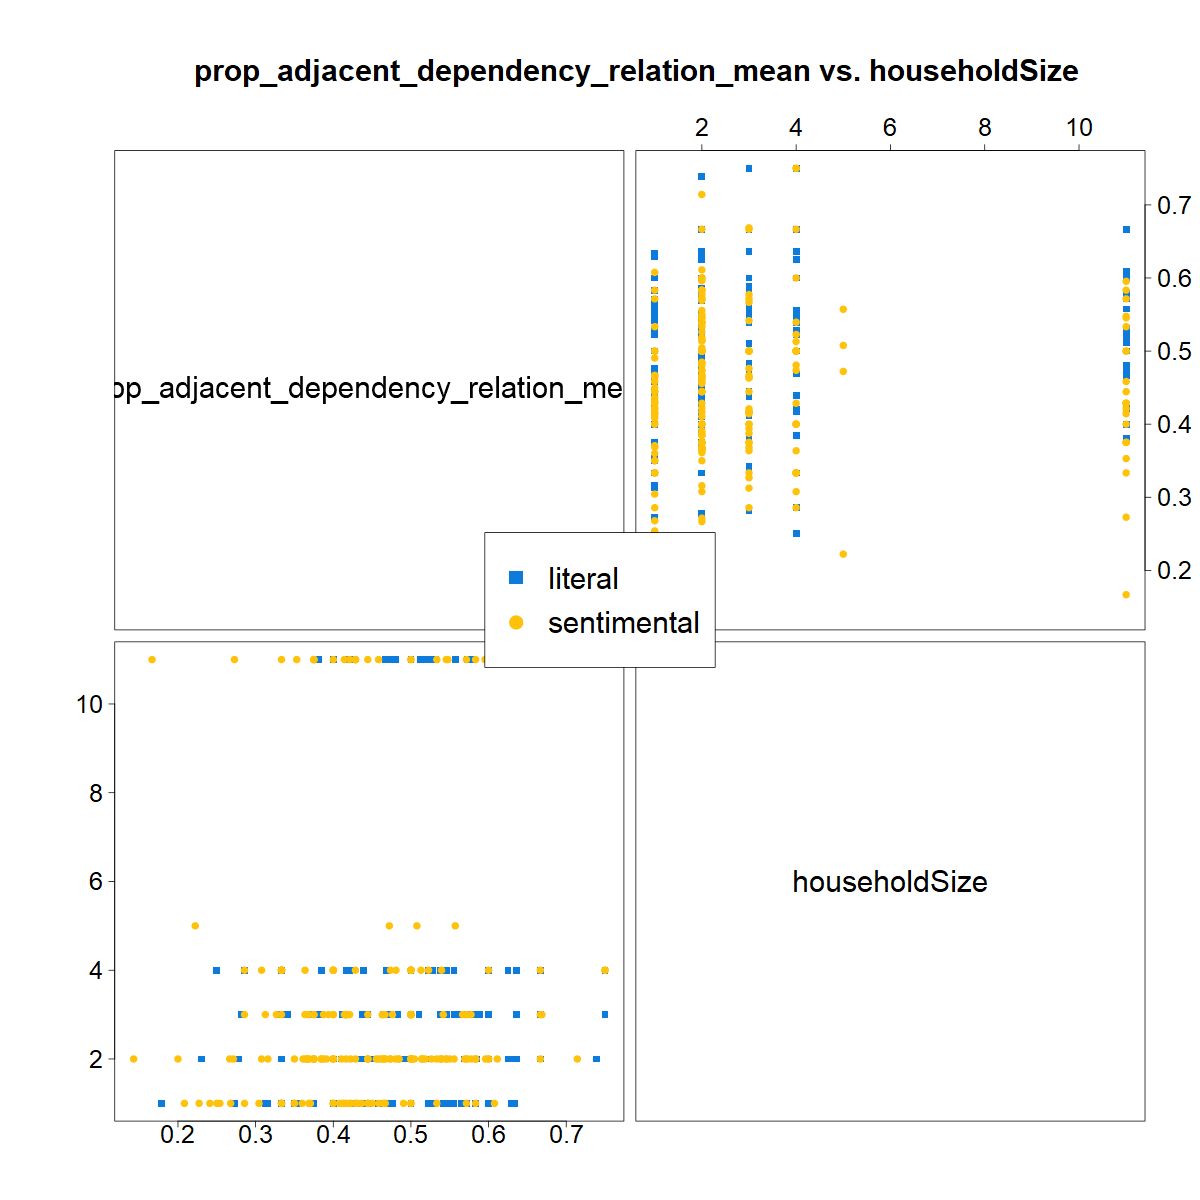 prop_adjacent_dependency_relation_mean vs. householdSize
2 4 6 8 10
op_adjacent_dependency_relation_me
0.7
0.6
0.5
0.4
0.3
0.2
literal
sentimental
10
8
6
4
2
householdSize
0.2 0.3 0.4 0.5 0.6 0.7